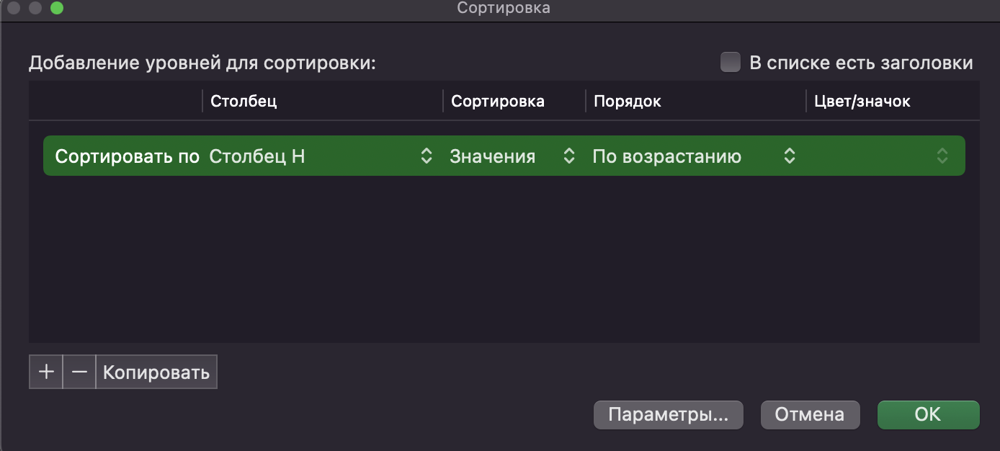 Сортировка
Добавление уровней для сортировки:
В списке есть заголовки
Столбец Сортировка Порядок Цвет/значок
Сортировать по Столбец H Значения По возрастанию
+ − Копировать
Параметры... Отмена ОК